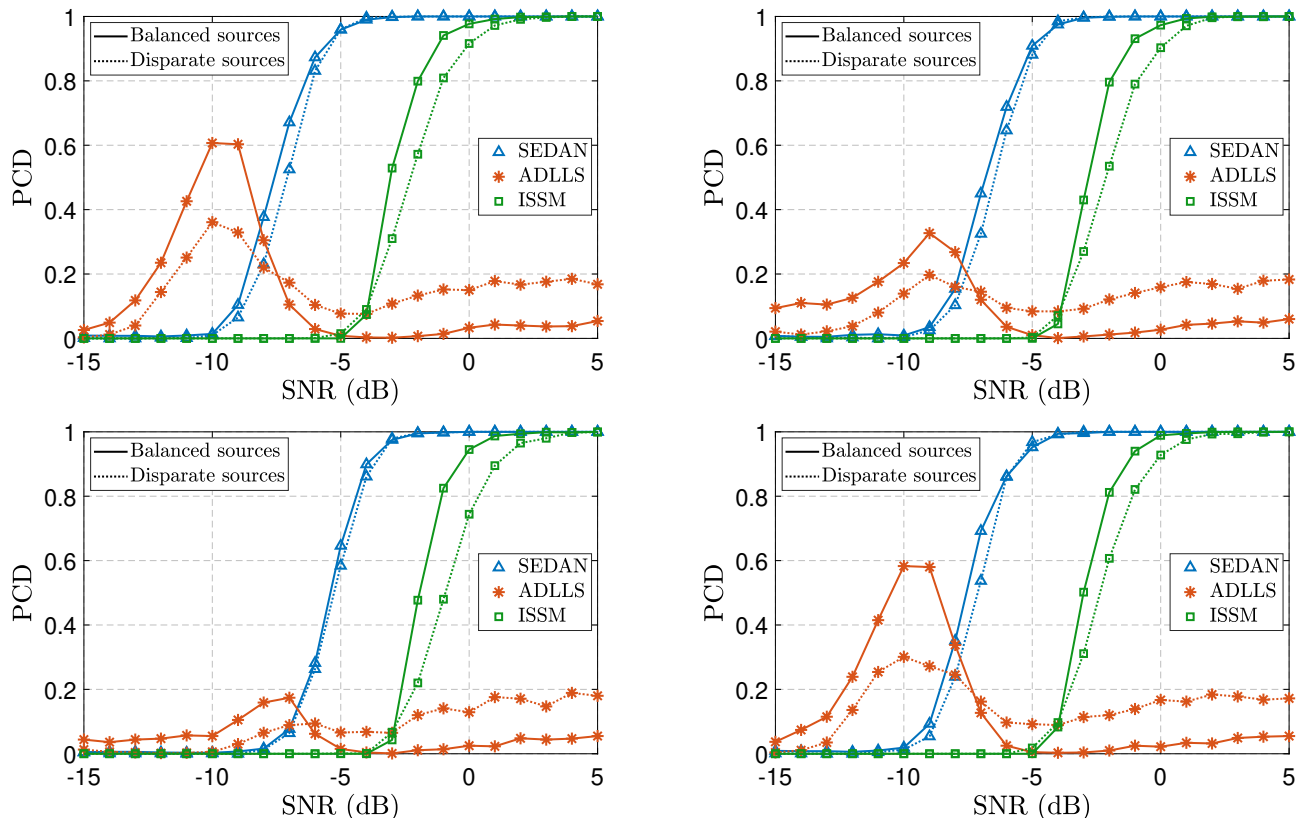 1
0.8
0.6
0.4
0.2
0
PCD
-15 -10 -5 0 5
SNR (dB)
Balanced sources
Disparate sources
SEDAN
ADLLS
ISSM
1
0.8
0.6
0.4
0.2
0
PCD
-15 -10 -5 0 5
SNR (dB)
Balanced sources
Disparate sources
SEDAN
ADLLS
ISSM
1
0.8
0.6
0.4
0.2
0
PCD
-15 -10 -5 0 5
SNR (dB)
Balanced sources
Disparate sources
SEDAN
ADLLS
ISSM
1
0.8
0.6
0.4
0.2
0
PCD
-15 -10 -5 0 5
SNR (dB)
Balanced sources
Disparate sources
SEDAN
ADLLS
ISSM